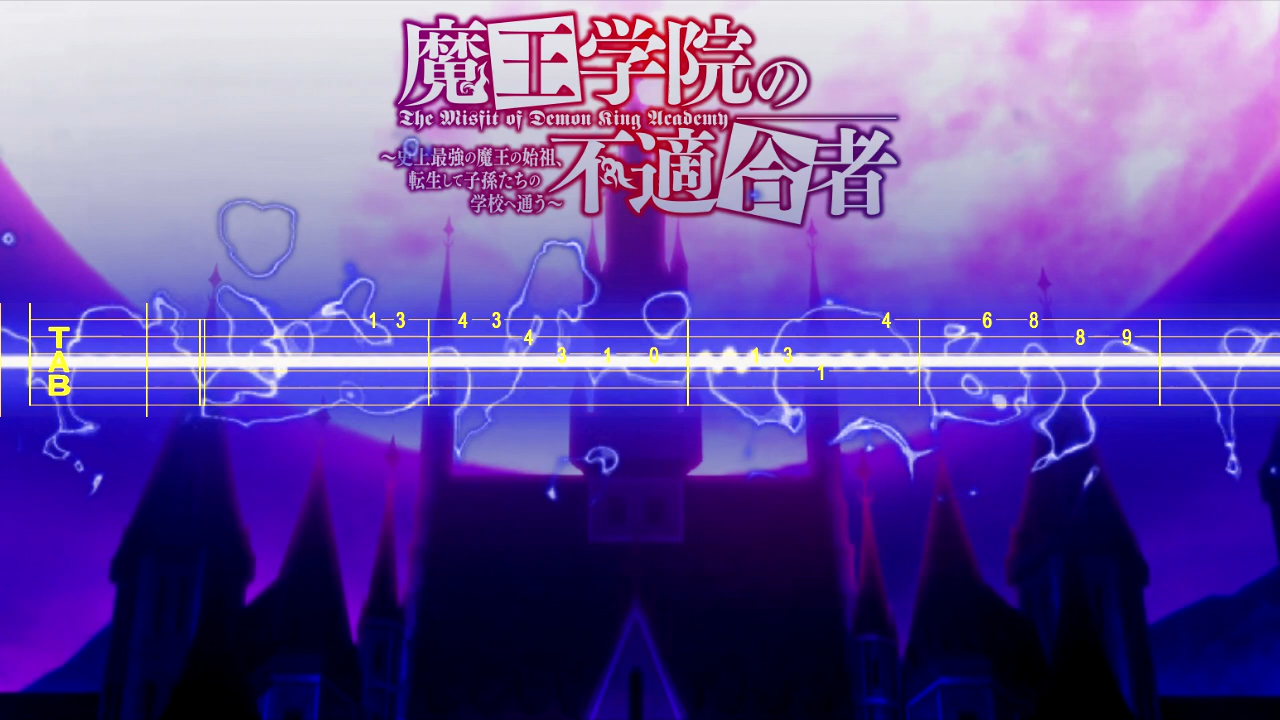 魔王学院の
The Misfit of Demon King Academy
不適合者
～史上最強の魔王の始祖、
転生して子孫たちの
学校へ通う～
TAB
1 3 4 3 4 6 8
4 8 9
3 1 0 1 3
1